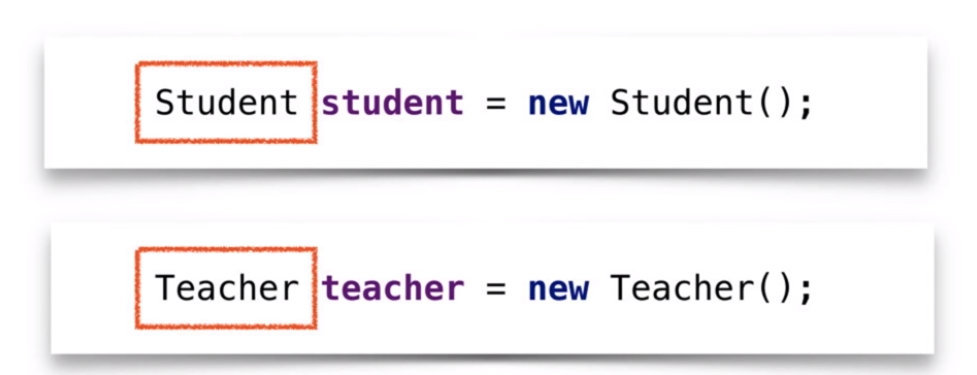 Student student = new Student();
Teacher teacher = new Teacher();